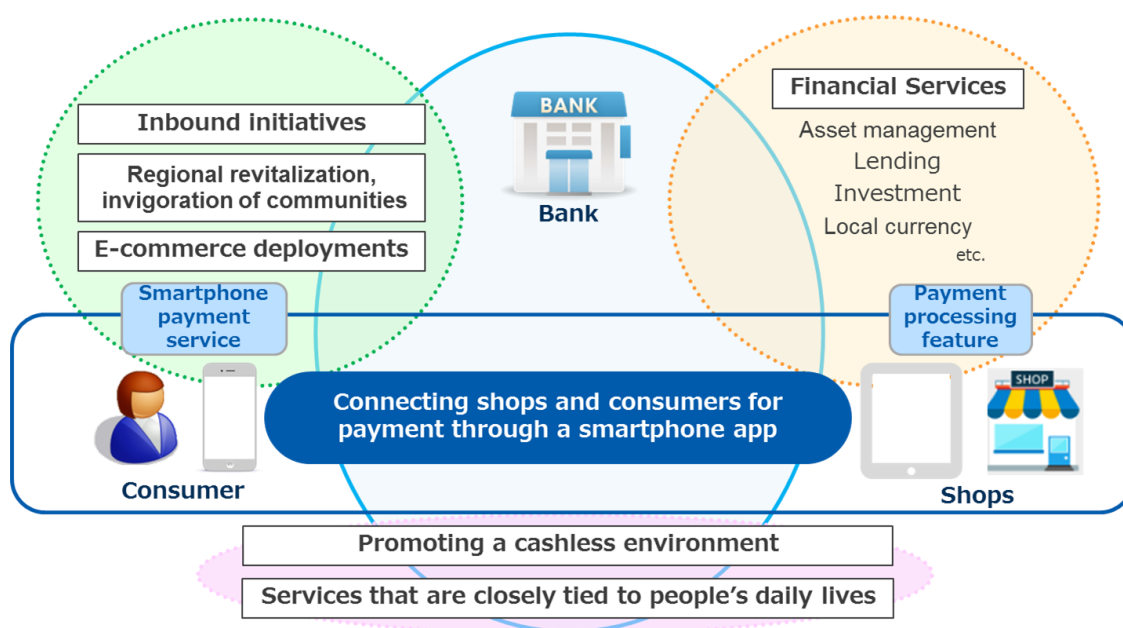 Inbound initiatives
Regional revitalization,
invigoration of communities
E-commerce deployments
BANK
Bank
Financial Services
Asset management
Lending
Investment
Local currency
etc.
Smartphone
payment
service
Payment
processing
feature
Connecting shops and consumers for
payment through a smartphone app
SHOP
Consumer
Shops
Promoting a cashless environment
Services that are closely tied to people’s daily lives